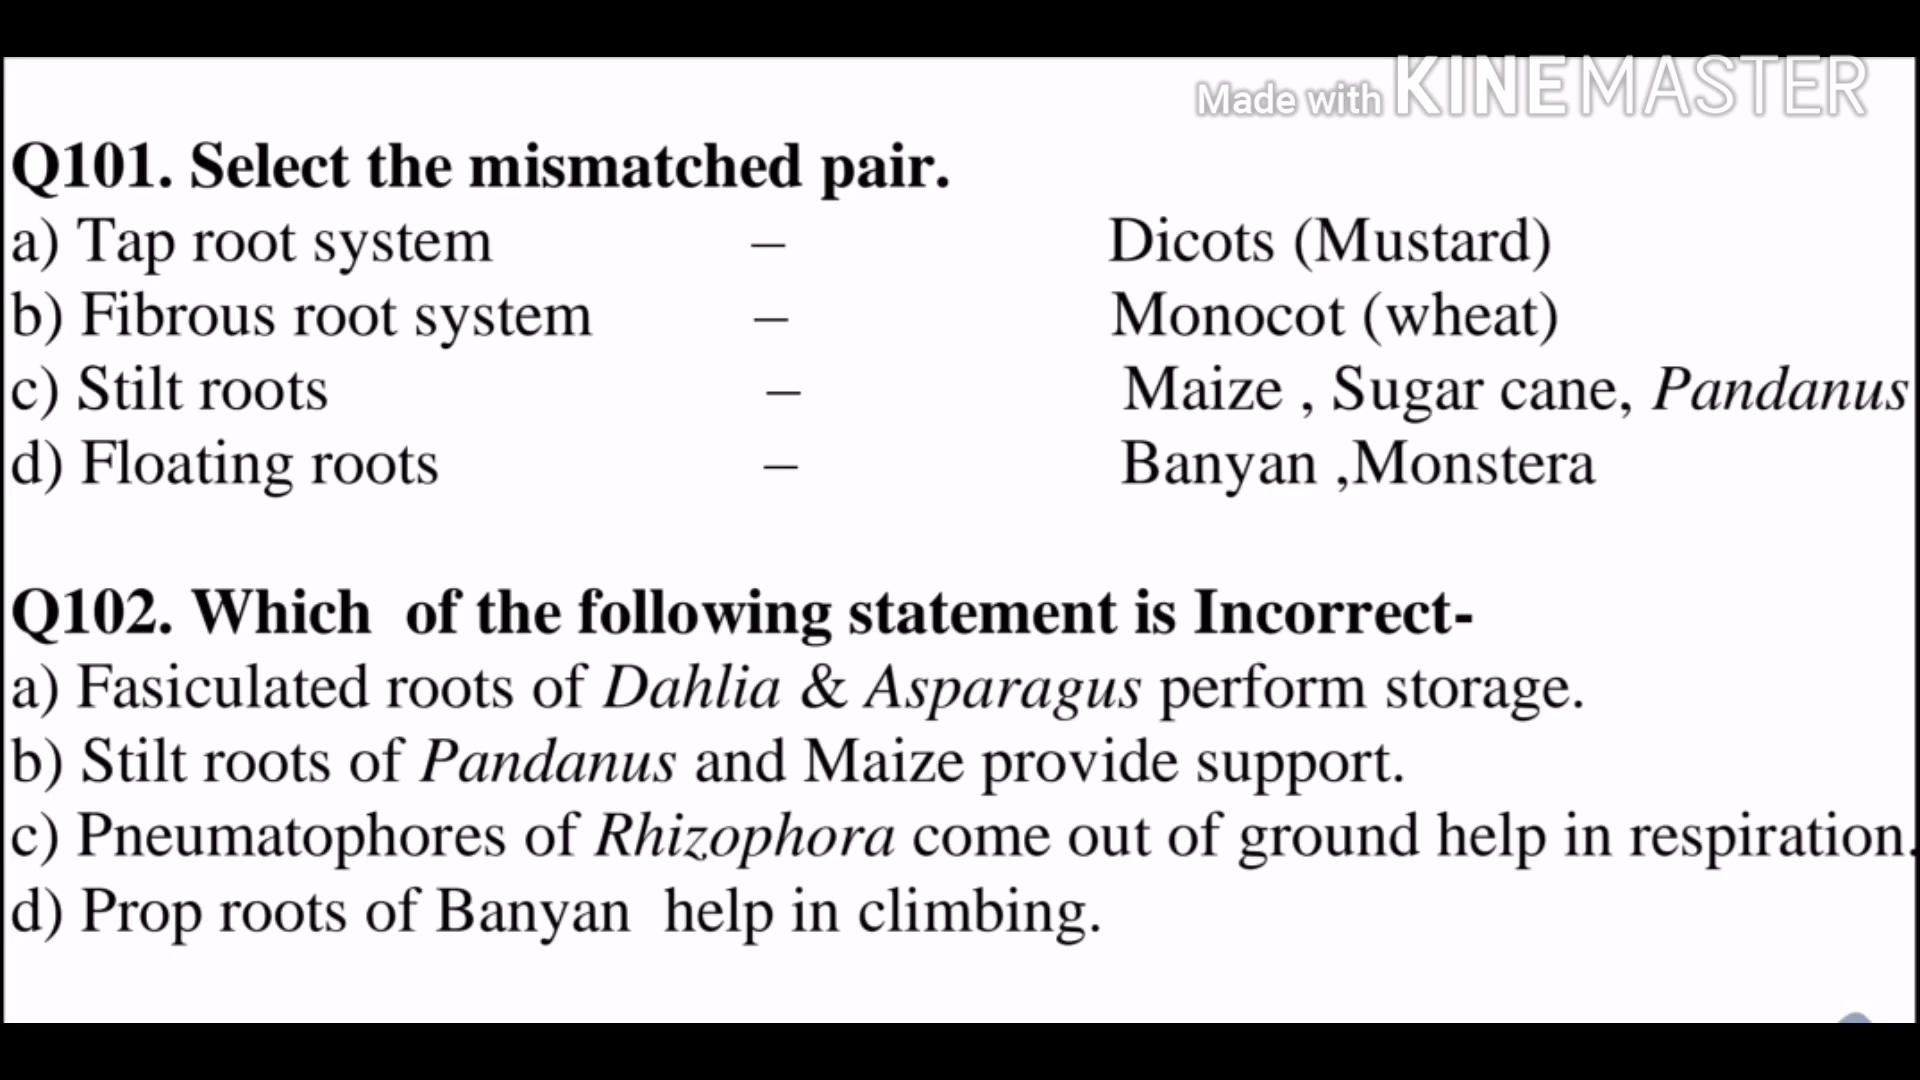 Made with KINEMASTER
Q101. Select the mismatched pair.
a) Tap root system – Dicots (Mustard)
b) Fibrous root system – Monocot (wheat)
c) Stilt roots – Maize , Sugar cane, Pandanus
d) Floating roots – Banyan ,Monstera
Q102. Which of the following statement is Incorrect-
a) Fasiculated roots of Dahlia & Asparagus perform storage.
b) Stilt roots of Pandanus and Maize provide support.
c) Pneumatophores of Rhizophora come out of ground help in respiration.
d) Prop roots of Banyan help in climbing.